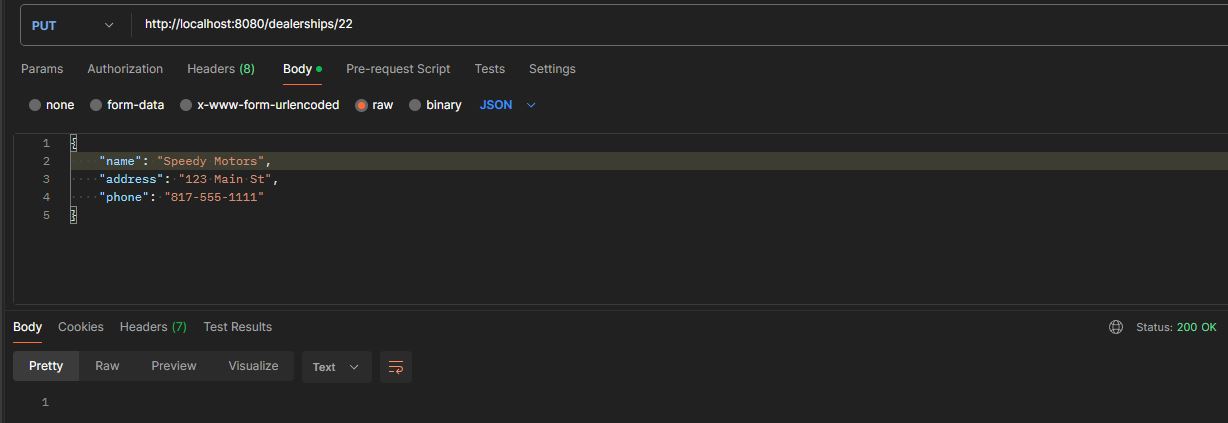 PUT http://localhost:8080/dealerships/22
Params Authorization Headers (8) Body Pre-request Script Tests Settings
none form-data x-www-form-urlencoded raw binary JSON
1 {
2 "name": "Speedy Motors",
3 "address": "123 Main St",
4 "phone": "817-555-1111"
5 }
Body Cookies Headers (7) Test Results Status: 200 OK
Pretty Raw Preview Visualize Text
1